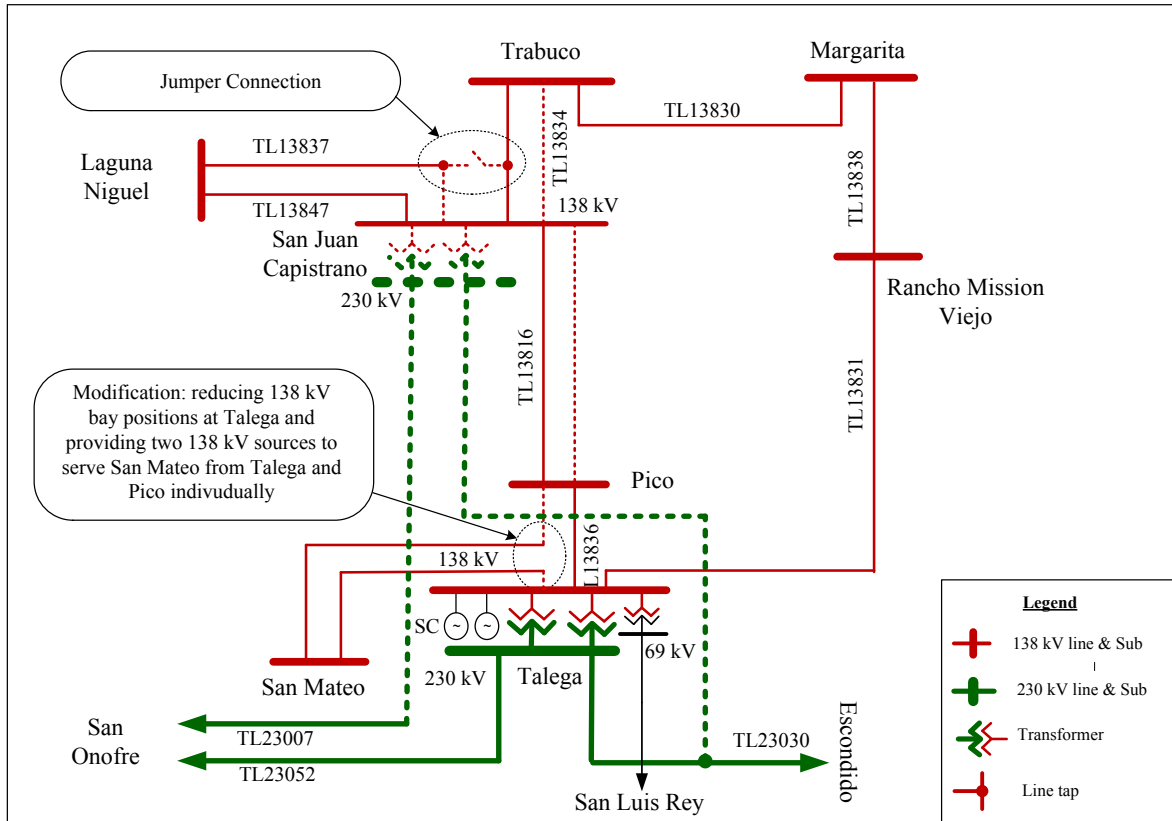 Trabuco
Margarita
Jumper Connection
TL13830
TL13834
TL13837
Laguna
Niguel
TL13838
TL13847
138 kV
San Juan
Capistrano
230 kV
Rancho Mission
Viejo
TL13816
TL13831
Modification: reducing 138 kV
bay positions at Talega and
providing two 138 kV sources to
serve San Mateo from Talega and
Pico indivudually
Pico
138 kV
L13836
SC
~
~
69 kV
230 kV
Talega
San Mateo
San
Onofre
TL23007
TL23052
TL23030
Escondido
San Luis Rey
Legend
138 kV line & Sub
230 kV line & Sub
Transformer
Line tap